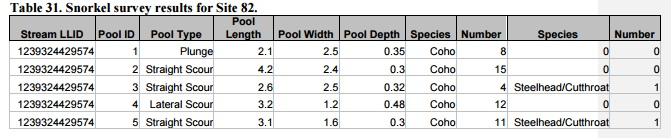 Table 31. Snorkel survey results for Site 82.
Stream LLID Pool ID Pool Type Pool Length Pool Width Pool Depth Species Number Species Number
1239324429574 1 Plunge 2.1 2.5 0.35 Coho 8 0 0
1239324429574 2 Straight Scour 4.2 2.4 0.3 Coho 15 0 0
1239324429574 3 Straight Scour 2.6 2.5 0.32 Coho 4 Steelhead/Cutthroat 1
1239324429574 4 Lateral Scour 3.2 1.2 0.48 Coho 12 0 0
1239324429574 5 Straight Scour 3.1 1.6 0.3 Coho 11 Steelhead/Cutthroat 1